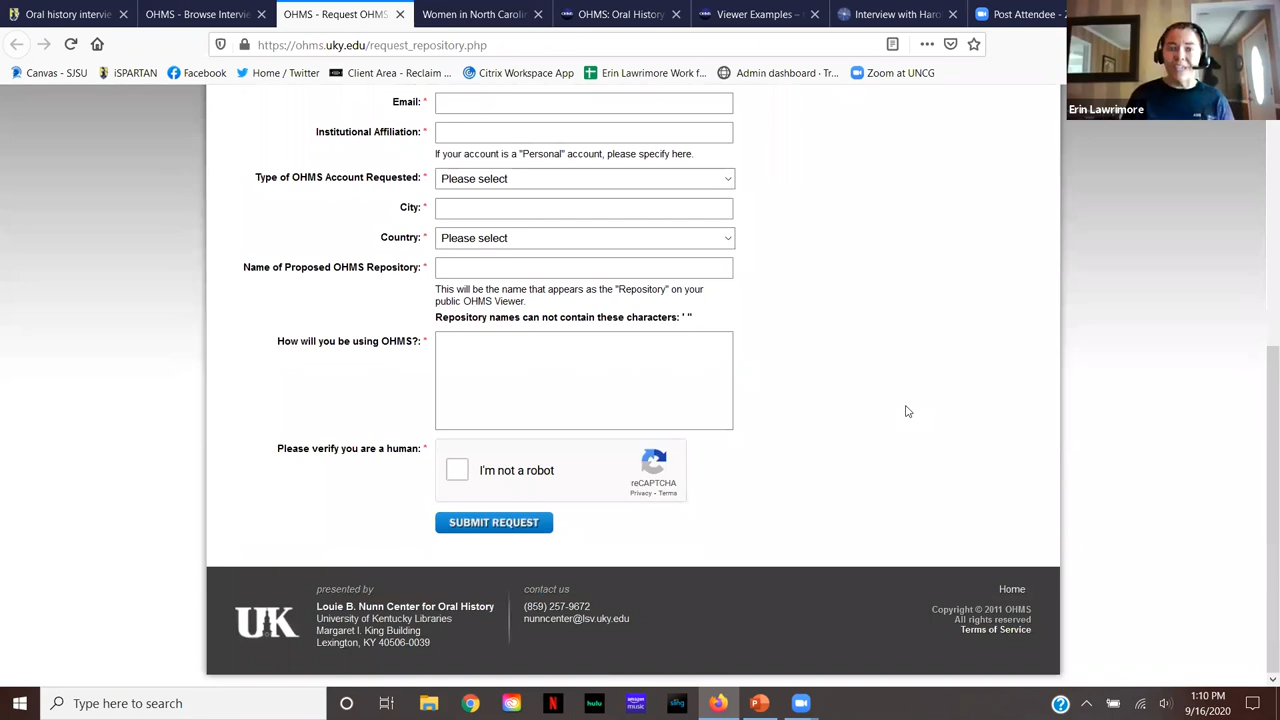 Oral history intervie
OHMS - Browse Intervie
OHMS - Request OHMS
Women in North Carolin
OHMS: Oral History
Viewer Examples –
Interview with Haro
Post Attendee - Z
https://ohms.uky.edu/request_repository.php
Canvas - SJSU
iSPARTAN
Facebook
Home / Twitter
Client Area - Reclaim ...
Citrix Workspace App
Erin Lawrimore Work f...
Admin dashboard · Tr...
Zoom at UNCG
Erin Lawrimore
Email: *
Institutional Affiliation: *
If your account is a "Personal" account, please specify here.
Type of OHMS Account Requested: *
Please select
City: *
Country: *
Please select
Name of Proposed OHMS Repository: *
This will be the name that appears as the "Repository" on your
public OHMS Viewer.
Repository names can not contain these characters: ' "
How will you be using OHMS?: *
Please verify you are a human: *
I'm not a robot
reCAPTCHA
Privacy - Terms
SUBMIT REQUEST
UK
presented by
Louie B. Nunn Center for Oral History
University of Kentucky Libraries
Margaret I. King Building
Lexington, KY 40506-0039
contact us
(859) 257-9672
nunncenter@lsv.uky.edu
Home
Copyright © 2011 OHMS
All rights reserved
Terms of Service
Type here to search
N
hulu
amazon music
sling
P
1:10 PM
9/16/2020